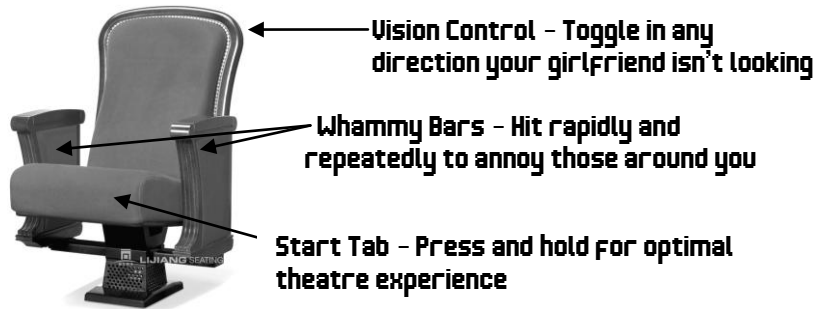 Vision Control – Toggle in any
direction your girlfriend isn't looking
Whammy Bars – Hit rapidly and
repeatedly to annoy those around you
LIJIANG SEATING
Start Tab – Press and hold for optimal
theatre experience